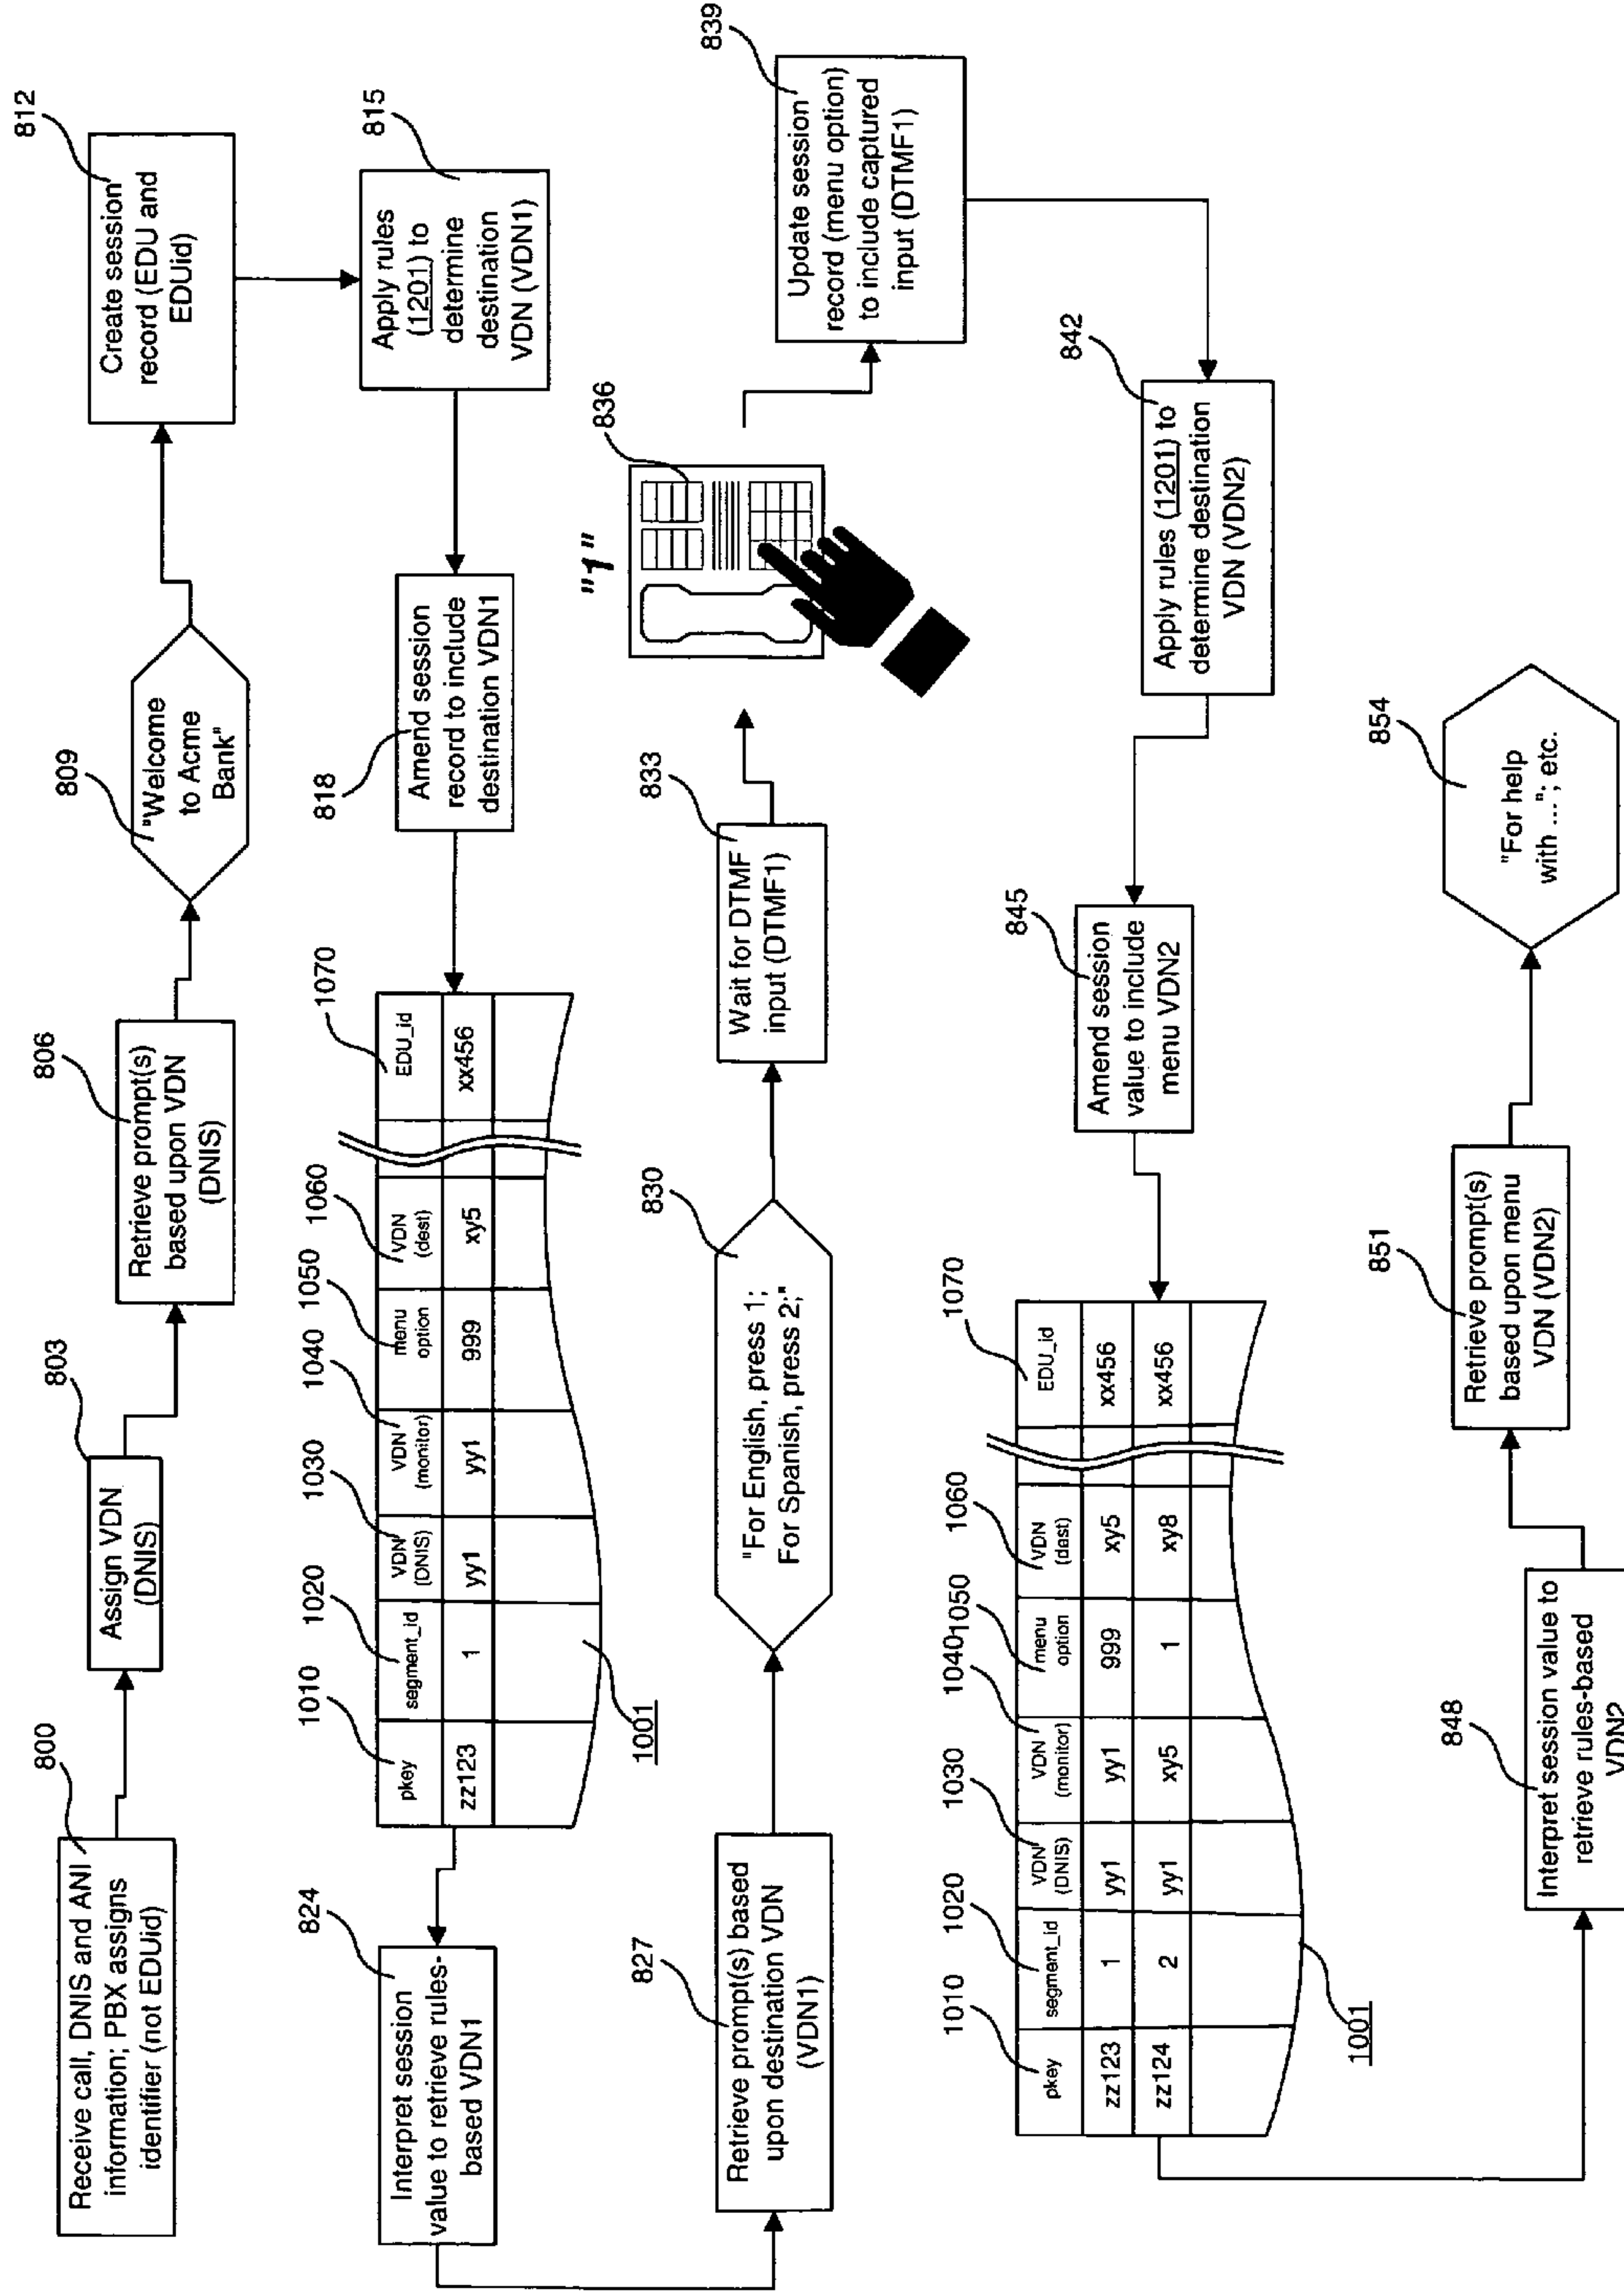 800
Receive call, DNIS and ANI
information; PBX assigns
identifier (not EDUid)
803
Assign VDN
(DNIS)
806
Retrieve prompt(s)
based upon VDN
(DNIS)
809
"Welcome
to Acme
Bank"
812
Create session
record (EDU and
EDUid)
815
Apply rules
(1201) to
determine
destination
VDN (VDN1)
818
Amend session
record to include
destination VDN1
1010 1020 1030 1040 1050 1060 1070
pkey segment_id VDN (DNIS) VDN (monitor) menu option VDN (dest) EDU_id
zz123 1 yy1 yy1 999 xy5 xx456
1001
824
Interpret session
value to retrieve rules-
based VDN1
827
Retrieve prompt(s) based
upon destination VDN
(VDN1)
830
"For English, press 1;
For Spanish, press 2;"
833
Wait for DTMF
input (DTMF1)
"1"
836
839
Update session
record (menu option)
to include captured
input (DTMF1)
842
Apply rules (1201) to
determine destination
VDN (VDN2)
845
Amend session
value to include
menu VDN2
1010 1020 1030 1040 1050 1060 1070
pkey segment_id VDN (DNIS) VDN (monitor) menu option VDN (dest) EDU_id
zz123 1 yy1 yy1 999 xy5 xx456
zz124 2 yy1 xy5 1 xy8 xx456
1001
848
Interpret session value to
retrieve rules-based
VDN2
851
Retrieve prompt(s)
based upon menu
VDN (VDN2)
854
"For help
with ..."; etc.